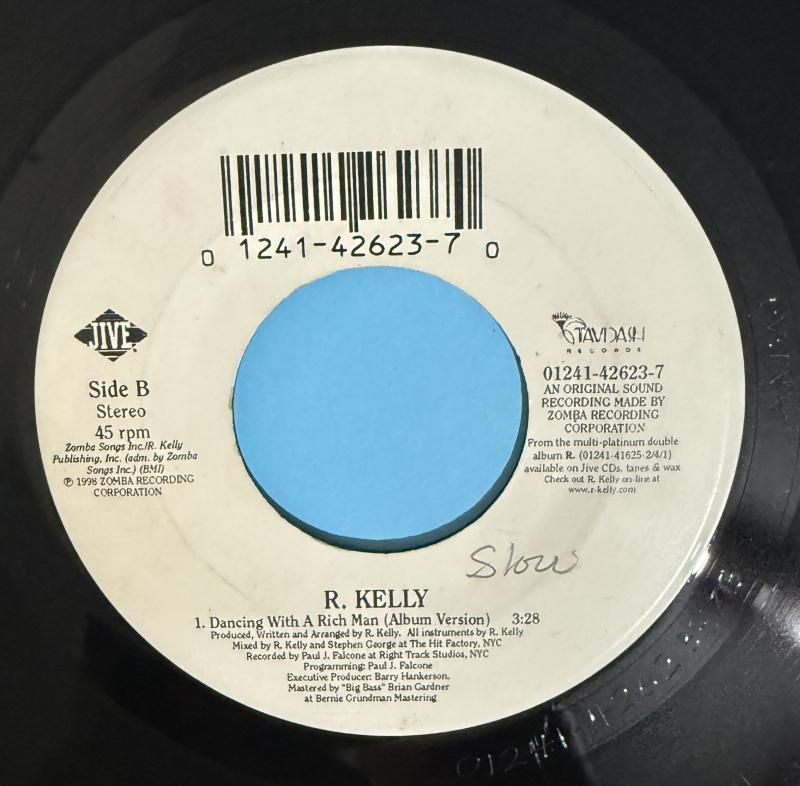 0 1241-42623-7 0
JIVE
Side B
Stereo
45 rpm
Zomba Songs Inc./R. Kelly
Publishing, Inc. (adm. by Zomba
Songs Inc.) (BMI)
℗ 1998 ZOMBA RECORDING
CORPORATION
RECORDS
01241-42623-7
AN ORIGINAL SOUND
RECORDING MADE BY
ZOMBA RECORDING
CORPORATION
From the multi-platinum double
album R. (01241-41625-2/4/1)
available on Jive CDs, tapes & wax
Check out R. Kelly on-line at
www.r-kelly.com
Slow
R. KELLY
1. Dancing With A Rich Man (Album Version) 3:28
Produced, Written and Arranged by R. Kelly. All instruments by R. Kelly
Mixed by R. Kelly and Stephen George at The Hit Factory, NYC
Recorded by Paul J. Falcone at Right Track Studios, NYC
Programming: Paul J. Falcone
Executive Producer: Barry Hankerson.
Mastered by "Big Bass" Brian Gardner
at Bernie Grundman Mastering